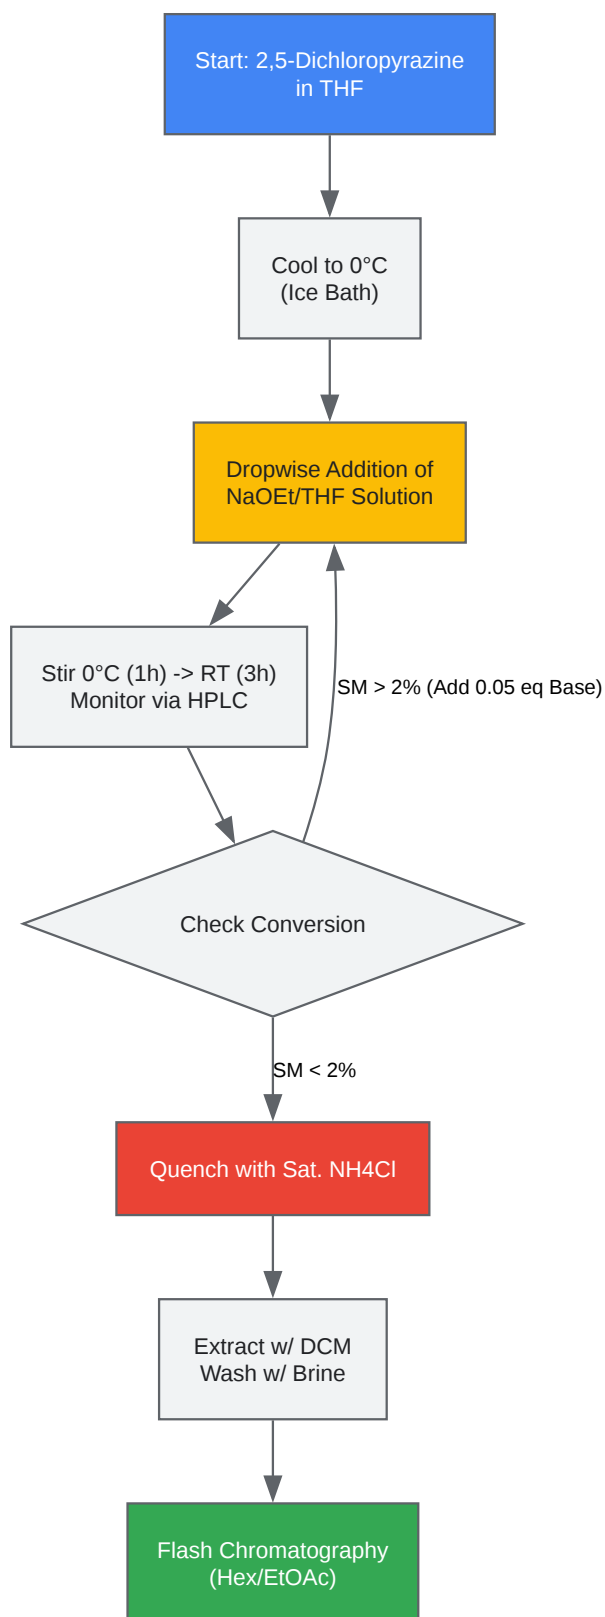 Start: 2,5-Dichloropyrazine
in THF
Cool to 0°C
(Ice Bath)
Dropwise Addition of
NaOEt/THF Solution
Stir 0°C (1h) -> RT (3h)
Monitor via HPLC
SM > 2% (Add 0.05 eq Base)
Check Conversion
SM < 2%
Quench with Sat. NH4Cl
Extract w/ DCM
Wash w/ Brine
Flash Chromatography
(Hex/EtOAc)